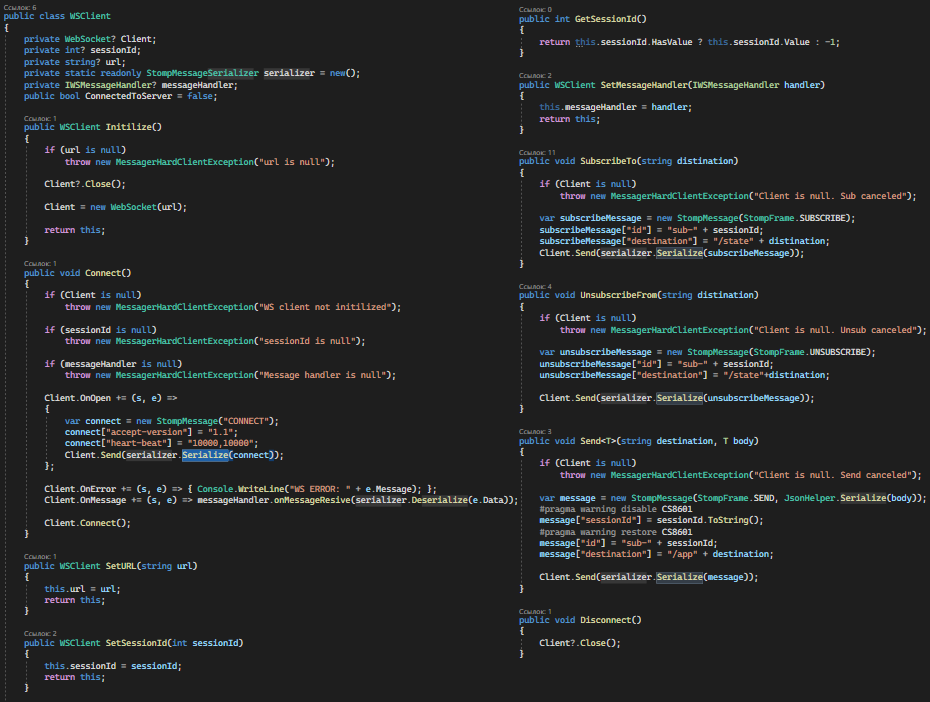 Ссылок: 6
public class WSClient
{
private WebSocket? Client;
private int? sessionId;
private string? url;
private static readonly StompMessageSerializer serializer = new();
private IWSMessageHandler? messageHandler;
public bool ConnectedToServer = false;
Ссылок: 1
public WSClient Initilize()
{
if (url is null)
throw new MessagerHardClientException("url is null");
Client?.Close();
Client = new WebSocket(url);
return this;
}
Ссылок: 1
public void Connect()
{
if (Client is null)
throw new MessagerHardClientException("WS client not initilized");
if (sessionId is null)
throw new MessagerHardClientException("sessionId is null");
if (messageHandler is null)
throw new MessagerHardClientException("Message handler is null");
Client.OnOpen += (s, e) =>
{
var connect = new StompMessage("CONNECT");
connect["accept-version"] = "1.1";
connect["heart-beat"] = "10000,10000";
Client.Send(serializer.Serialize(connect));
};
Client.OnError += (s, e) => { Console.WriteLine("WS ERROR: " + e.Message); };
Client.OnMessage += (s, e) => messageHandler.onMessageResive(serializer.Deserialize(e.Data));
Client.Connect();
}
Ссылок: 1
public WSClient SetURL(string url)
{
this.url = url;
return this;
}
Ссылок: 2
public WSClient SetSessionId(int sessionId)
{
this.sessionId = sessionId;
return this;
}
Ссылок: 0
public int GetSessionId()
{
return this.sessionId.HasValue ? this.sessionId.Value : -1;
}
Ссылок: 2
public WSClient SetMessageHandler(IWSMessageHandler handler)
{
this.messageHandler = handler;
return this;
}
Ссылок: 11
public void SubscribeTo(string distination)
{
if (Client is null)
throw new MessagerHardClientException("Client is null. Sub canceled");
var subscribeMessage = new StompMessage(StompFrame.SUBSCRIBE);
subscribeMessage["id"] = "sub-" + sessionId;
subscribeMessage["destination"] = "/state" + distination;
Client.Send(serializer.Serialize(subscribeMessage));
}
Ссылок: 4
public void UnsubscribeFrom(string distination)
{
if (Client is null)
throw new MessagerHardClientException("Client is null. Unsub canceled");
var unsubscribeMessage = new StompMessage(StompFrame.UNSUBSCRIBE);
unsubscribeMessage["id"] = "sub-" + sessionId;
unsubscribeMessage["destination"] = "/state"+distination;
Client.Send(serializer.Serialize(unsubscribeMessage));
}
Ссылок: 3
public void Send<T>(string destination, T body)
{
if (Client is null)
throw new MessagerHardClientException("Client is null. Send canceled");
var message = new StompMessage(StompFrame.SEND, JsonHelper.Serialize(body));
#pragma warning disable CS8601
message["sessionId"] = sessionId.ToString();
#pragma warning restore CS8601
message["id"] = "sub-" + sessionId;
message["destination"] = "/app" + destination;
Client.Send(serializer.Serialize(message));
}
Ссылок: 1
public void Disconnect()
{
Client?.Close();
}